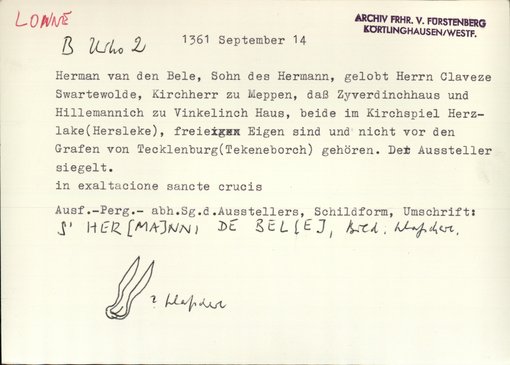 LONNE
ARCHIV FRHR. V. FÜRSTENBERG
KÖRTLINGHAUSEN/WESTF.
B Urho 2
1361 September 14
Herman van den Bele, Sohn des Hermann, gelobt Herrn Claveze
Swartewolde, Kirchherr zu Meppen, daß Zyverdinchhaus und
Hillemannich zu Vinkelinch Haus, beide im Kirchspiel Herz-
lake(Hersleke), freie Eigen sind und nicht vor den
Grafen von Tecklenburg(Tekeneborch) gehören. Der Aussteller
siegelt.
in exaltacione sancte crucis
Ausf.-Perg.- abh.Sg.d.Ausstellers, Schildform, Umschrift:
S' HER[MA]NNI DE BEL[E], Bild.
?